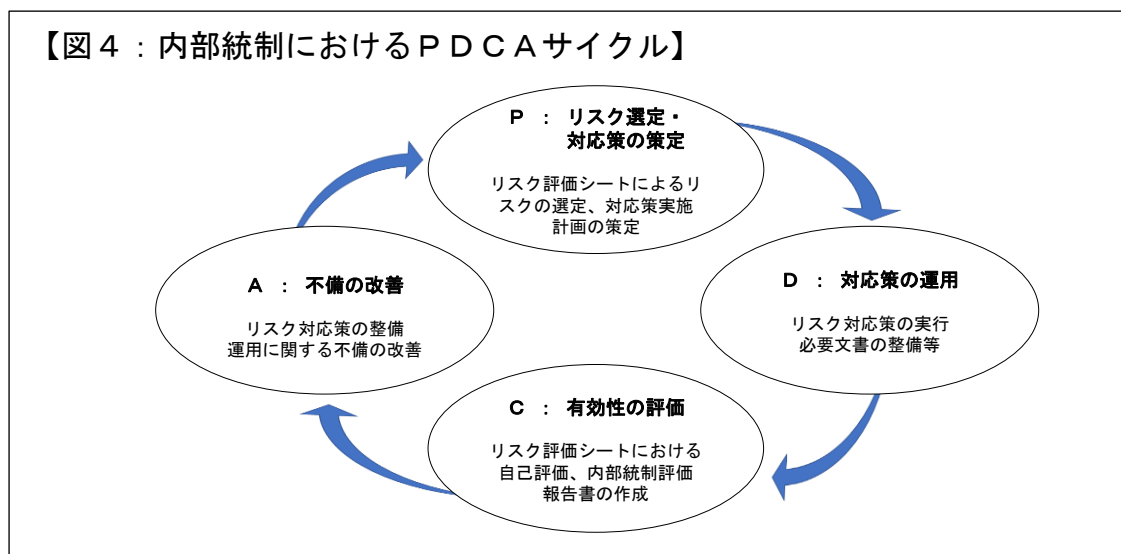 【図４：内部統制におけるＰＤＣＡサイクル】
Ｐ ： リスク選定・
対応策の策定
リスク評価シートによるリ
スクの選定、対応策実施
計画の策定
Ｄ ： 対応策の運用
リスク対応策の実行
必要文書の整備等
Ｃ ： 有効性の評価
リスク評価シートにおける
自己評価、内部統制評価
報告書の作成
Ａ ： 不備の改善
リスク対応策の整備
運用に関する不備の改善